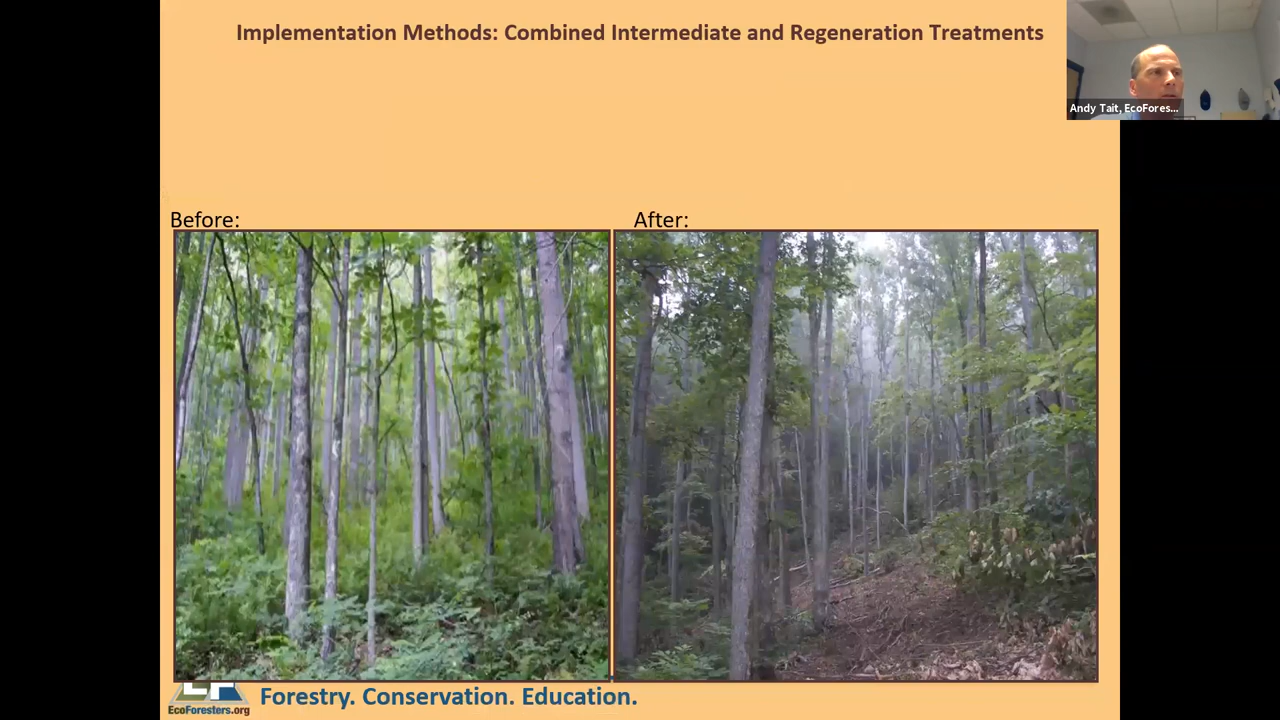 Implementation Methods: Combined Intermediate and Regeneration Treatments
Andy Tait, EcoFores...
Before:
After:
EcoForesters.org
Forestry. Conservation. Education.